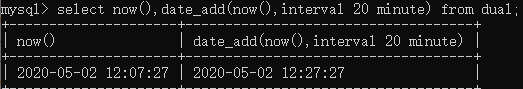 mysql> select now(),date_add(now(),interval 20 minute) from dual;
+---------------------+------------------------------------+
| now()               | date_add(now(),interval 20 minute) |
+---------------------+------------------------------------+
| 2020-05-02 12:07:27 | 2020-05-02 12:27:27                |
+---------------------+------------------------------------+